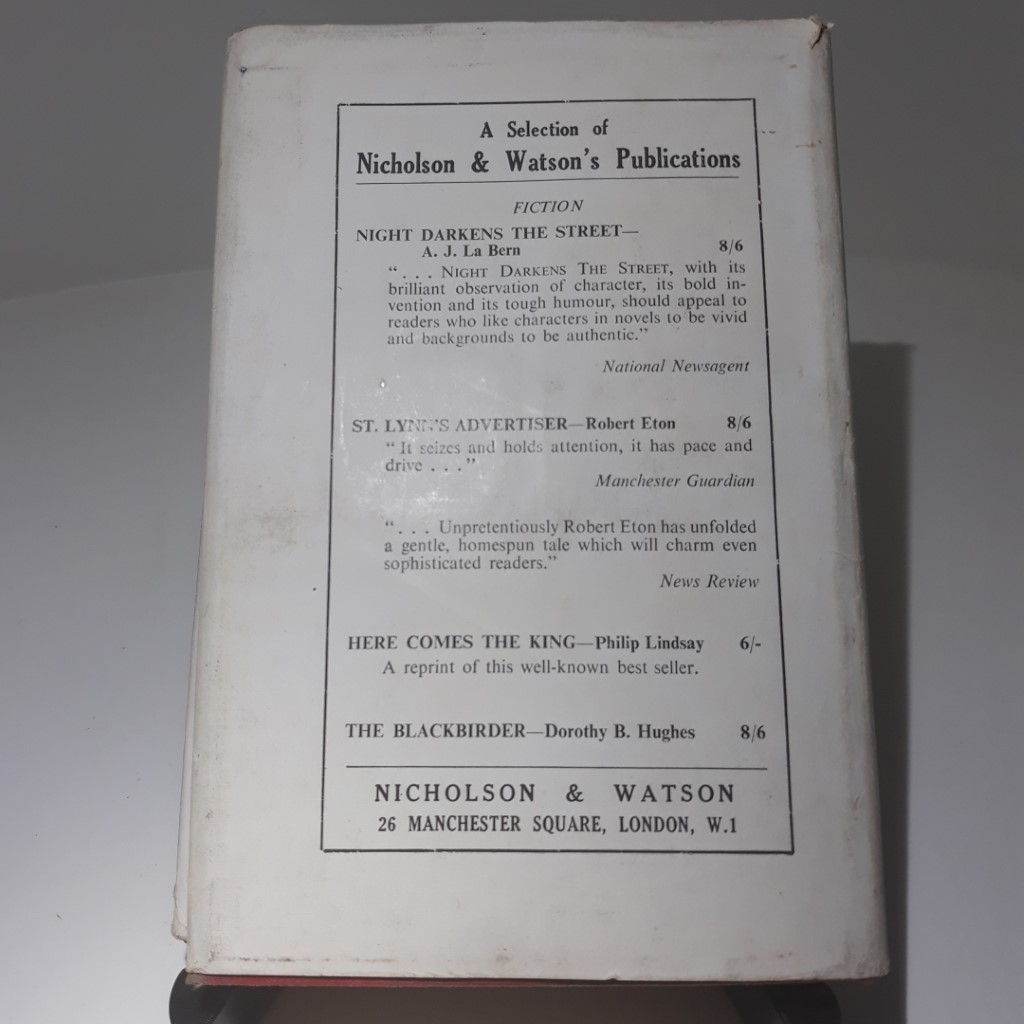 A Selection of
Nicholson & Watson's Publications
FICTION
NIGHT DARKENS THE STREET—
A. J. La Bern 8/6
“. . . NIGHT DARKENS THE STREET, with its
brilliant observation of character, its bold in-
vention and its tough humour, should appeal to
readers who like characters in novels to be vivid
and backgrounds to be authentic.”
National Newsagent
ST. LYNN'S ADVERTISER—Robert Eton 8/6
“It seizes and holds attention, it has pace and
drive . . .”
Manchester Guardian
“. . . Unpretentiously Robert Eton has unfolded
a gentle, homespun tale which will charm even
sophisticated readers.”
News Review
HERE COMES THE KING—Philip Lindsay 6/-
A reprint of this well-known best seller.
THE BLACKBIRDER—Dorothy B. Hughes 8/6
NICHOLSON & WATSON
26 MANCHESTER SQUARE, LONDON, W.1